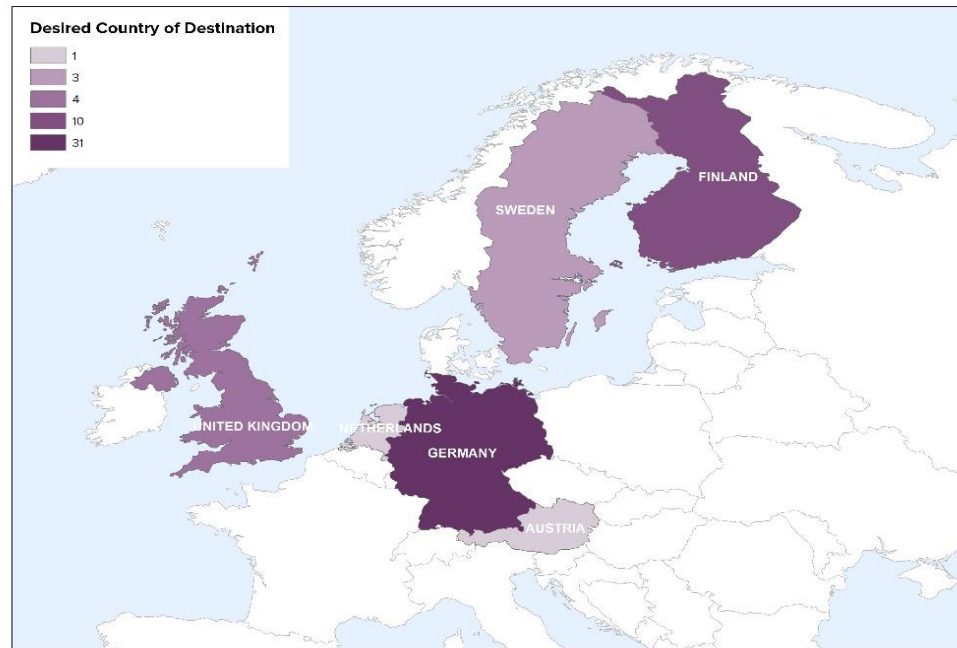 Desired Country of Destination
1
3
4
10
31
FINLAND
SWEDEN
UNITED KINGDOM
NETHERLANDS
GERMANY
AUSTRIA